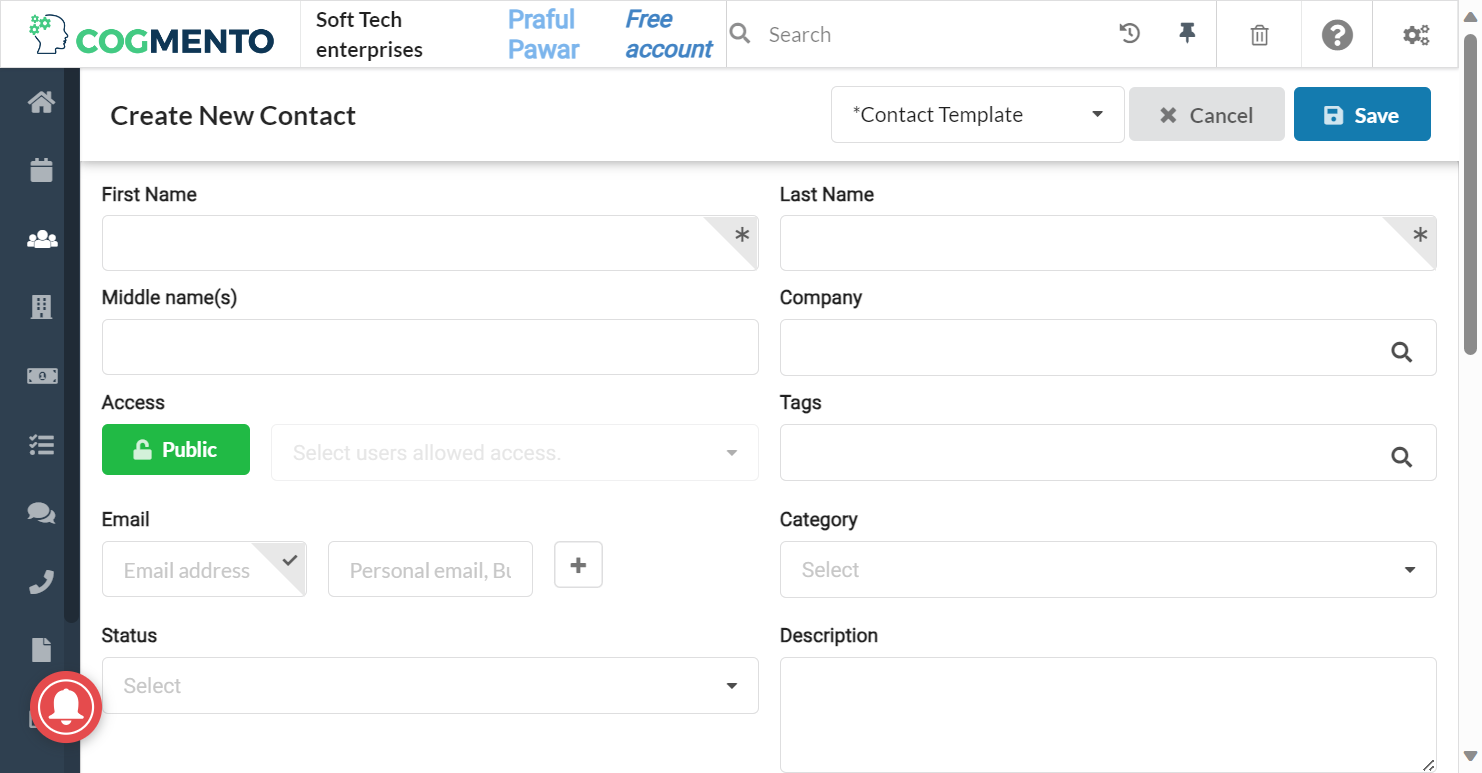 COGMENTO
Soft Tech
enterprises
Praful
Pawar
Free
account
Search
Create New Contact
*Contact Template
Cancel
Save
First Name
Last Name
*
*
Middle name(s)
Company
Access
Tags
Public
Select users allowed access.
Email
Category
Email address
Personal email, Bu
+
Select
Status
Description
Select